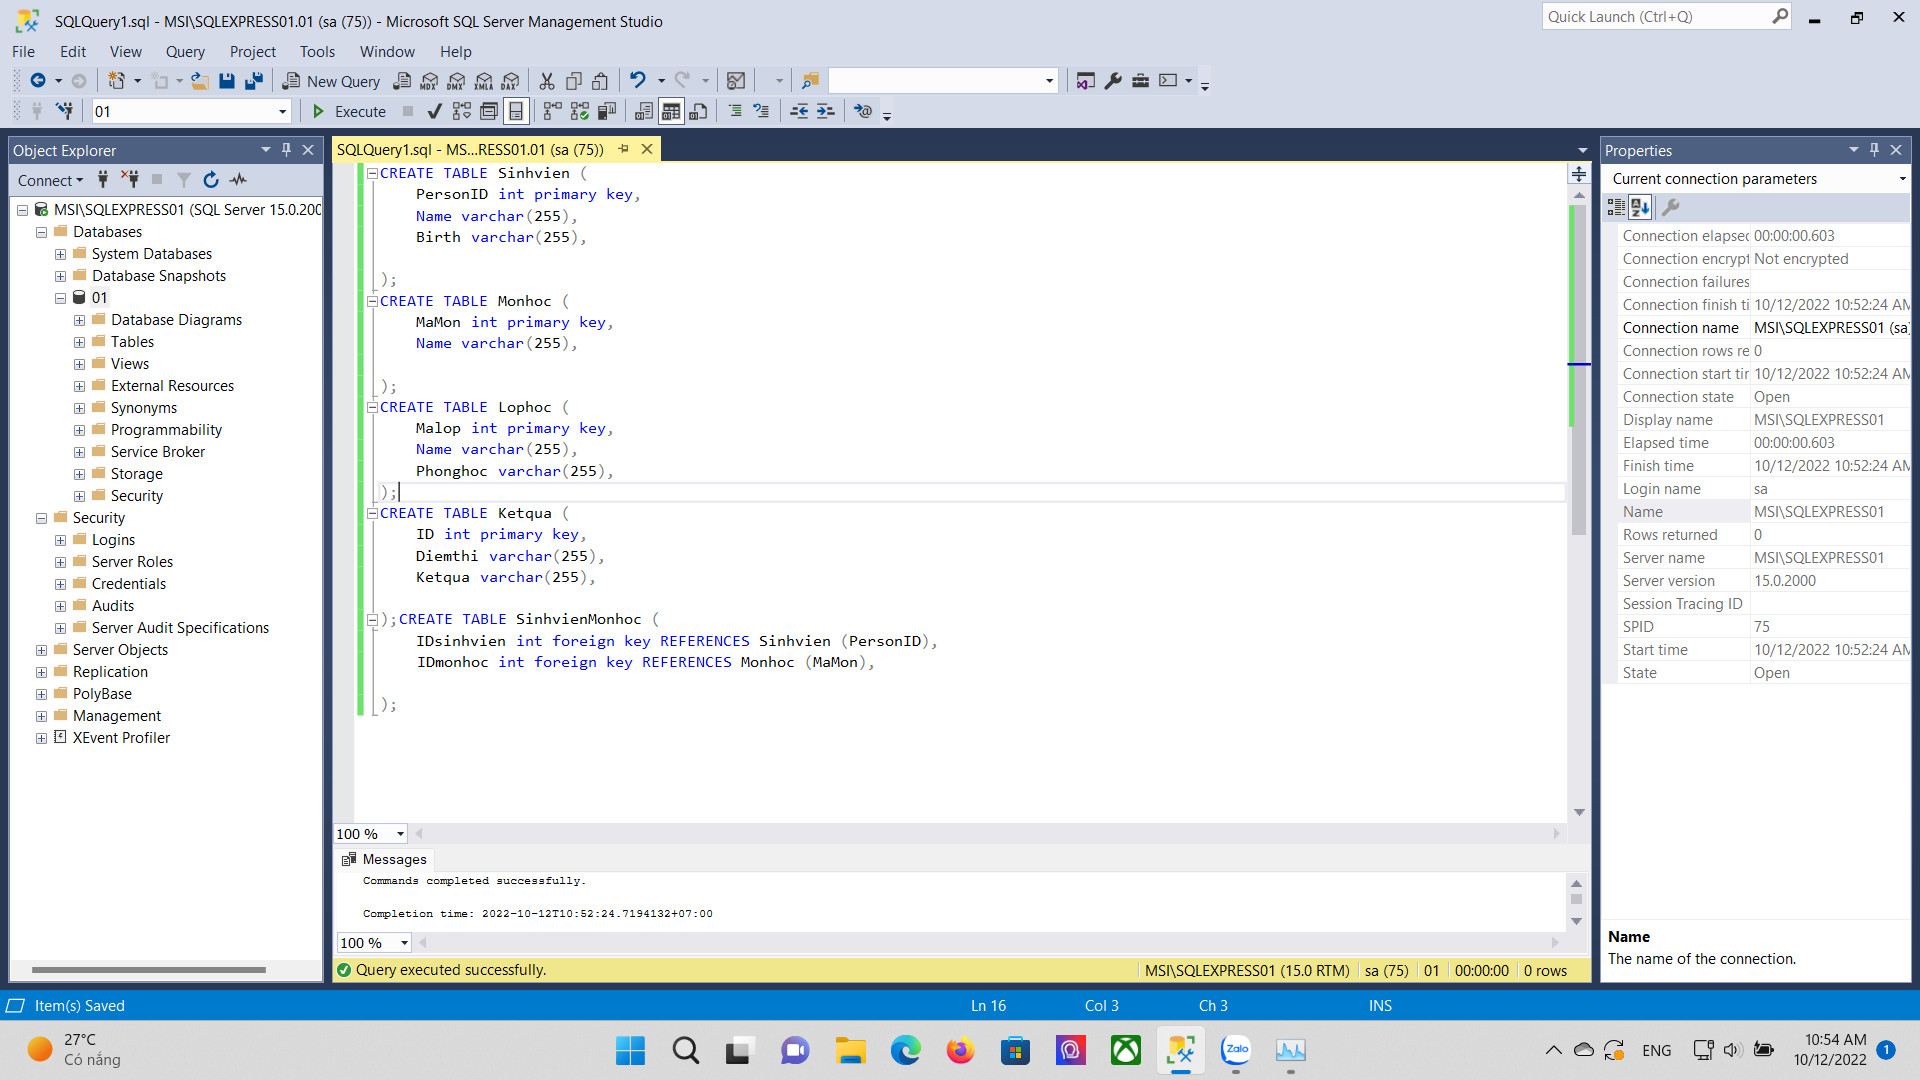 SQLQuery1.sql - MSI\SQLEXPRESS01.01 (sa (75)) - Microsoft SQL Server Management Studio
Quick Launch (Ctrl+Q)
File Edit View Query Project Tools Window Help
New Query MDX DMX XMLA DAX
01 Execute
Object Explorer
Connect
MSI\SQLEXPRESS01 (SQL Server 15.0.200
Databases
System Databases
Database Snapshots
01
Database Diagrams
Tables
Views
External Resources
Synonyms
Programmability
Service Broker
Storage
Security
Security
Logins
Server Roles
Credentials
Audits
Server Audit Specifications
Server Objects
Replication
PolyBase
Management
XEvent Profiler
SQLQuery1.sql - MS...RESS01.01 (sa (75))
CREATE TABLE Sinhvien (
PersonID int primary key,
Name varchar(255),
Birth varchar(255),
);
CREATE TABLE Monhoc (
MaMon int primary key,
Name varchar(255),
);
CREATE TABLE Lophoc (
Malop int primary key,
Name varchar(255),
Phonghoc varchar(255),
);
CREATE TABLE Ketqua (
ID int primary key,
Diemthi varchar(255),
Ketqua varchar(255),
);CREATE TABLE SinhvienMonhoc (
IDsinhvien int foreign key REFERENCES Sinhvien (PersonID),
IDmonhoc int foreign key REFERENCES Monhoc (MaMon),
);
100 %
Messages
Commands completed successfully.
Completion time: 2022-10-12T10:52:24.7194132+07:00
100 %
Query executed successfully. MSI\SQLEXPRESS01 (15.0 RTM) sa (75) 01 00:00:00 0 rows
Properties
Current connection parameters
Connection elapsec 00:00:00.603
Connection encrypt Not encrypted
Connection failures
Connection finish ti 10/12/2022 10:52:24 AM
Connection name MSI\SQLEXPRESS01 (sa)
Connection rows re 0
Connection start tir 10/12/2022 10:52:24 AM
Connection state Open
Display name MSI\SQLEXPRESS01
Elapsed time 00:00:00.603
Finish time 10/12/2022 10:52:24 AM
Login name sa
Name MSI\SQLEXPRESS01
Rows returned 0
Server name MSI\SQLEXPRESS01
Server version 15.0.2000
Session Tracing ID
SPID 75
Start time 10/12/2022 10:52:24 AM
State Open
Name
The name of the connection.
Item(s) Saved Ln 16 Col 3 Ch 3 INS
27°C
Có nắng
Zalo
ENG
10:54 AM
10/12/2022
1